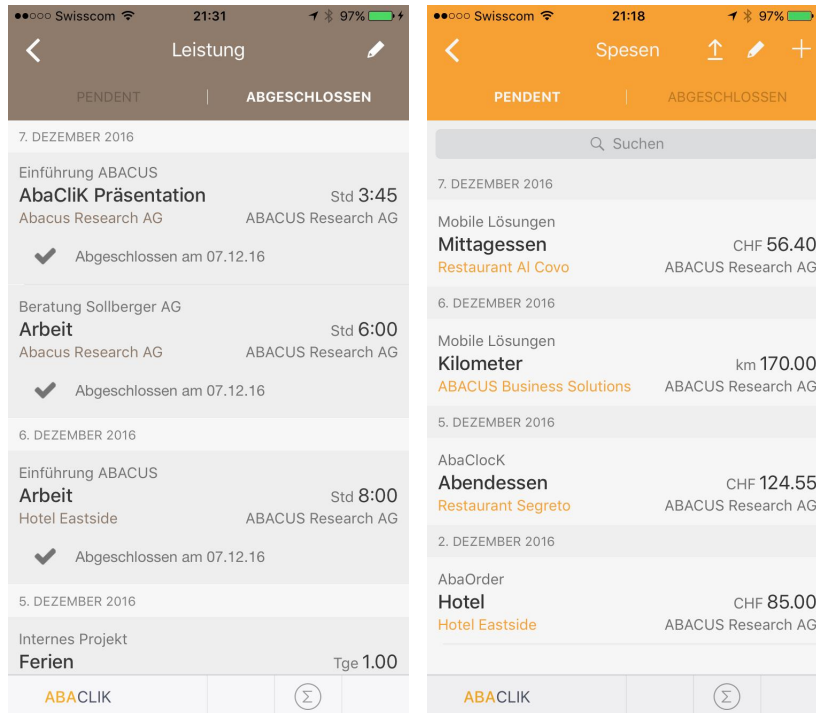 Swisscom 21:31 97%
Leistung
PENDENT ABGESCHLOSSEN
7. DEZEMBER 2016
Einführung ABACUS
AbaCliK Präsentation Std 3:45
Abacus Research AG ABACUS Research AG
Abgeschlossen am 07.12.16
Beratung Sollberger AG
Arbeit Std 6:00
Abacus Research AG ABACUS Research AG
Abgeschlossen am 07.12.16
6. DEZEMBER 2016
Einführung ABACUS
Arbeit Std 8:00
Hotel Eastside ABACUS Research AG
Abgeschlossen am 07.12.16
5. DEZEMBER 2016
Internes Projekt
Ferien Tge 1.00
ABACLIK Σ
Swisscom 21:18 97%
Spesen
PENDENT ABGESCHLOSSEN
Suchen
7. DEZEMBER 2016
Mobile Lösungen
Mittagessen CHF 56.40
Restaurant Al Covo ABACUS Research AG
6. DEZEMBER 2016
Mobile Lösungen
Kilometer km 170.00
ABACUS Business Solutions ABACUS Research AG
5. DEZEMBER 2016
AbaClocK
Abendessen CHF 124.55
Restaurant Segreto ABACUS Research AG
2. DEZEMBER 2016
AbaOrder
Hotel CHF 85.00
Hotel Eastside ABACUS Research AG
ABACLIK Σ